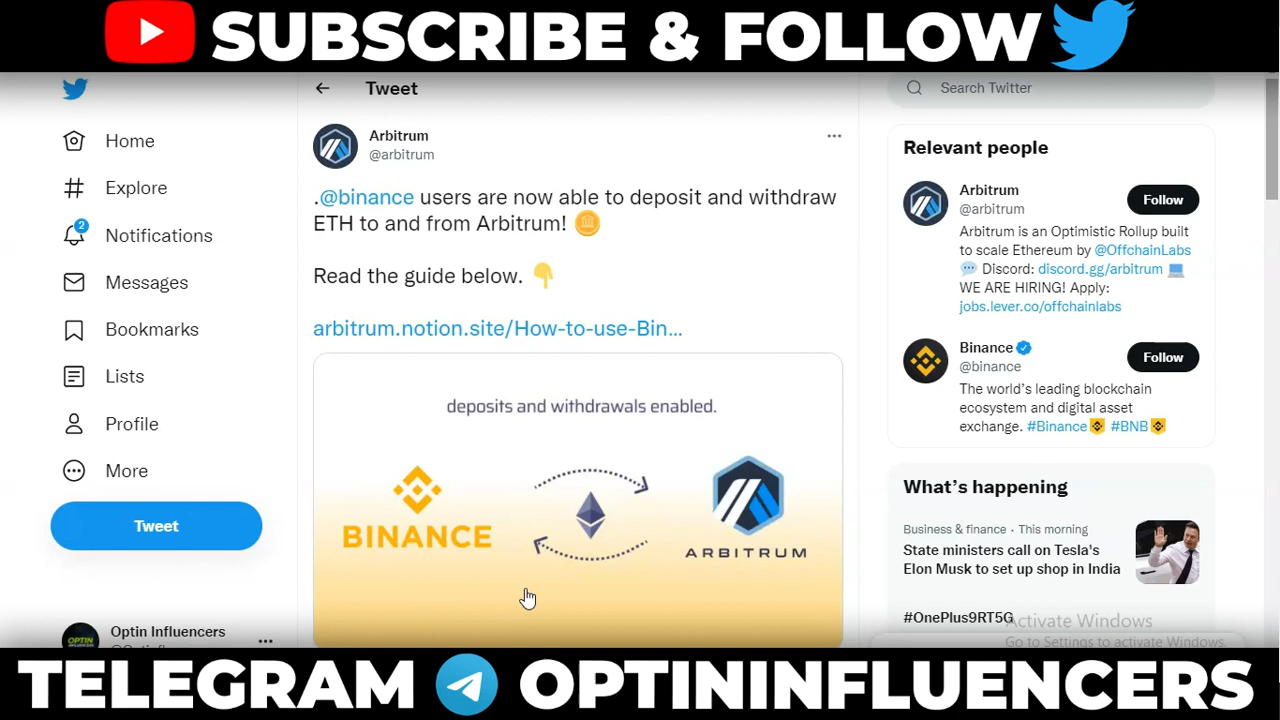 SUBSCRIBE & FOLLOW
Tweet
Search Twitter
Home
Explore
2
Notifications
Messages
Bookmarks
Lists
Profile
More
Tweet
Optin Influencers
Arbitrum
@arbitrum
.@binance users are now able to deposit and withdraw
ETH to and from Arbitrum!
Read the guide below.
arbitrum.notion.site/How-to-use-Bin...
deposits and withdrawals enabled.
BINANCE
ARBITRUM
Relevant people
Arbitrum
@arbitrum
Follow
Arbitrum is an Optimistic Rollup built
to scale Ethereum by @OffchainLabs
Discord: discord.gg/arbitrum
WE ARE HIRING! Apply:
jobs.lever.co/offchainlabs
Binance
@binance
Follow
The world's leading blockchain
ecosystem and digital asset
exchange. #Binance #BNB
What's happening
Business & finance · This morning
State ministers call on Tesla's
Elon Musk to set up shop in India
#OnePlus9RT5G
Activate Windows
Go to Settings to activate Windows.
TELEGRAM OPTININFLUENCERS